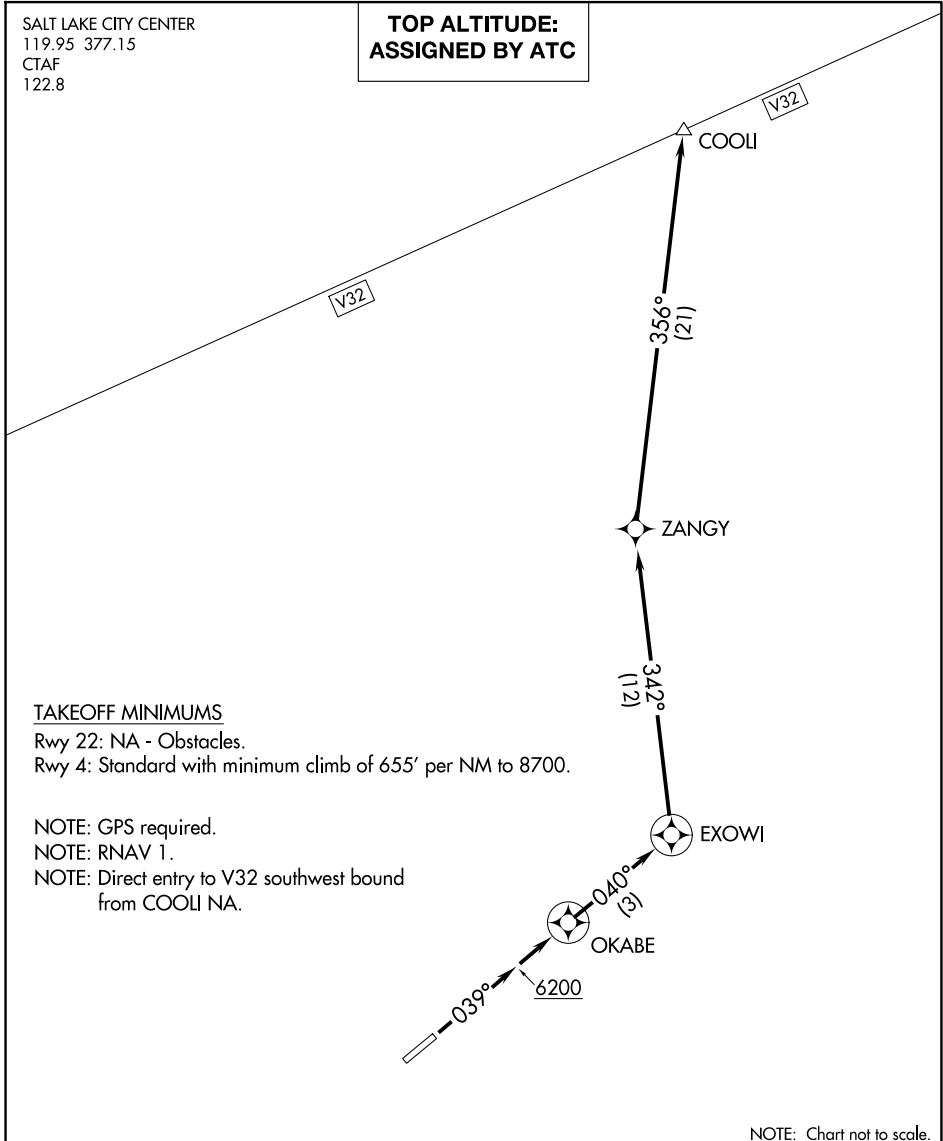 SALT LAKE CITY CENTER
119.95 377.15
CTAF
122.8
TOP ALTITUDE:
ASSIGNED BY ATC
V32
COOLI
V32
356°
(21)
ZANGY
342°
(12)
TAKEOFF MINIMUMS
Rwy 22: NA - Obstacles.
Rwy 4: Standard with minimum climb of 655' per NM to 8700.
NOTE: GPS required.
NOTE: RNAV 1.
NOTE: Direct entry to V32 southwest bound
from COOLI NA.
EXOWI
040°
(3)
OKABE
6200
039°
NOTE: Chart not to scale.